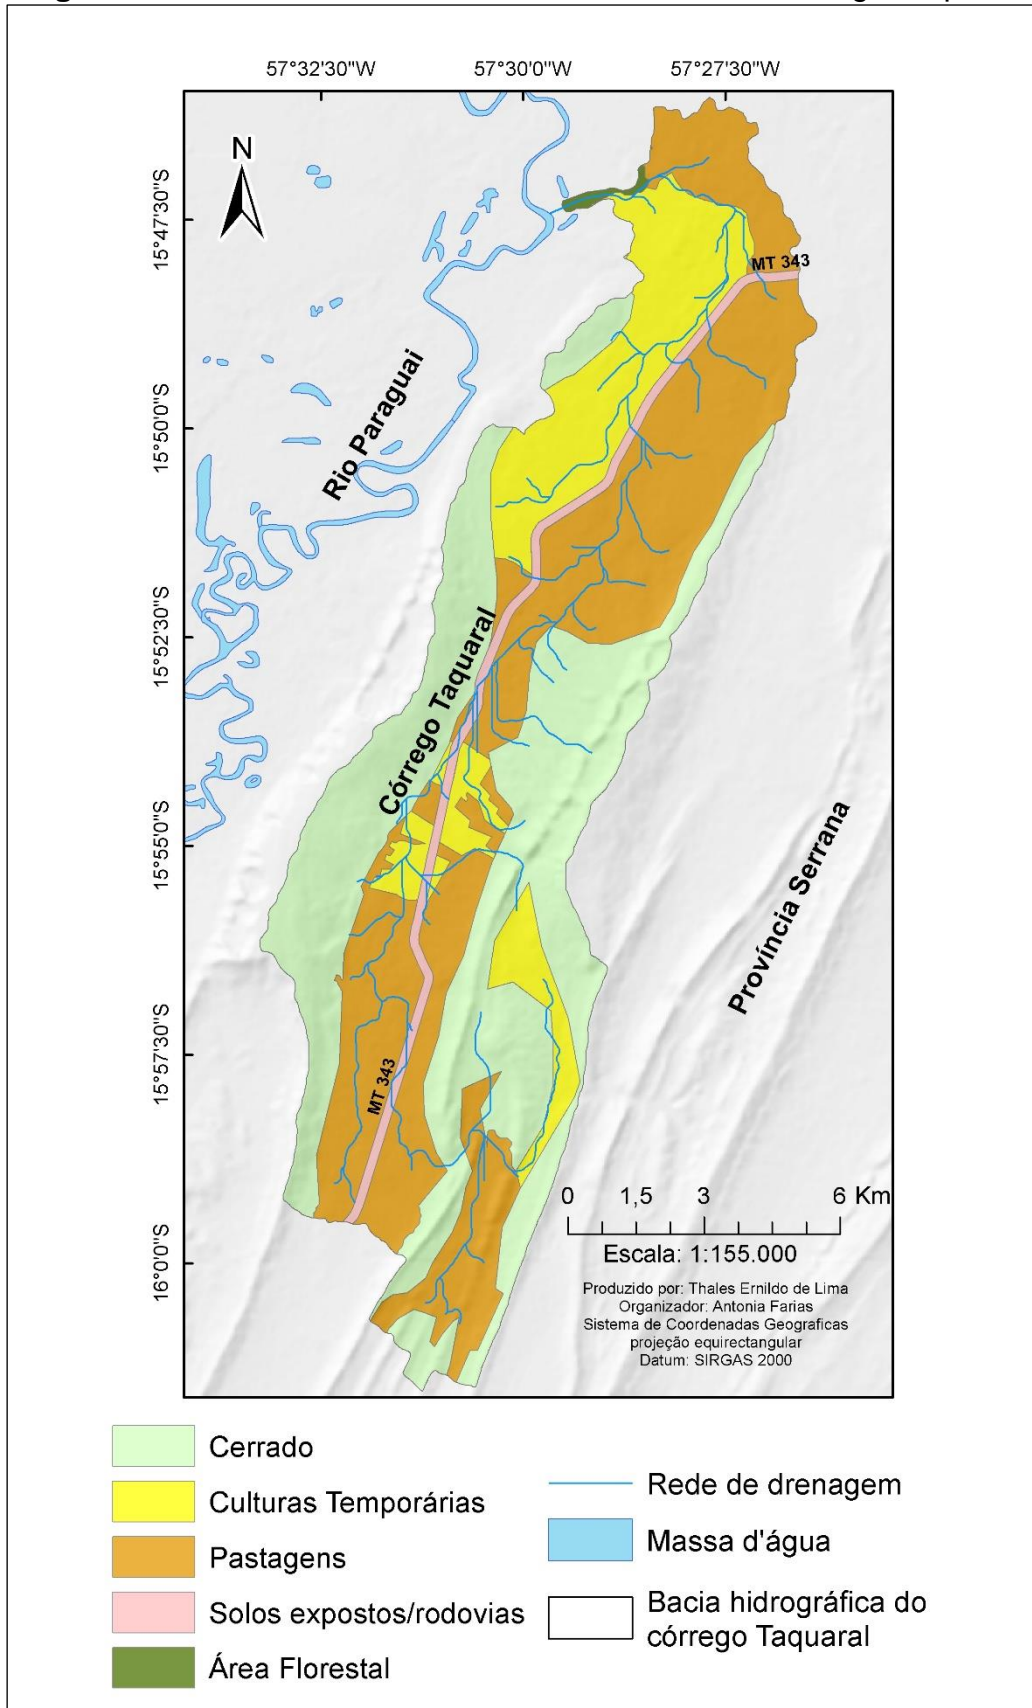 57°32'30"W 57°30'0"W 57°27'30"W
N
15°47'30"S
MT 343
15°50'0"S
Rio Paraguai
15°52'30"S
Córrego Taquaral
15°55'0"S
Província Serrana
15°57'30"S
MT 343
16°0'0"S
0 1,5 3 6 Km
Escala: 1:155.000
Produzido por: Thales Ernildo de Lima
Organizador: Antonia Farias
Sistema de Coordenadas Geograficas
projeção equirectangular
Datum: SIRGAS 2000
Cerrado
Culturas Temporárias
Pastagens
Solos expostos/rodovias
Área Florestal
Rede de drenagem
Massa d'água
Bacia hidrográfica do
córrego Taquaral